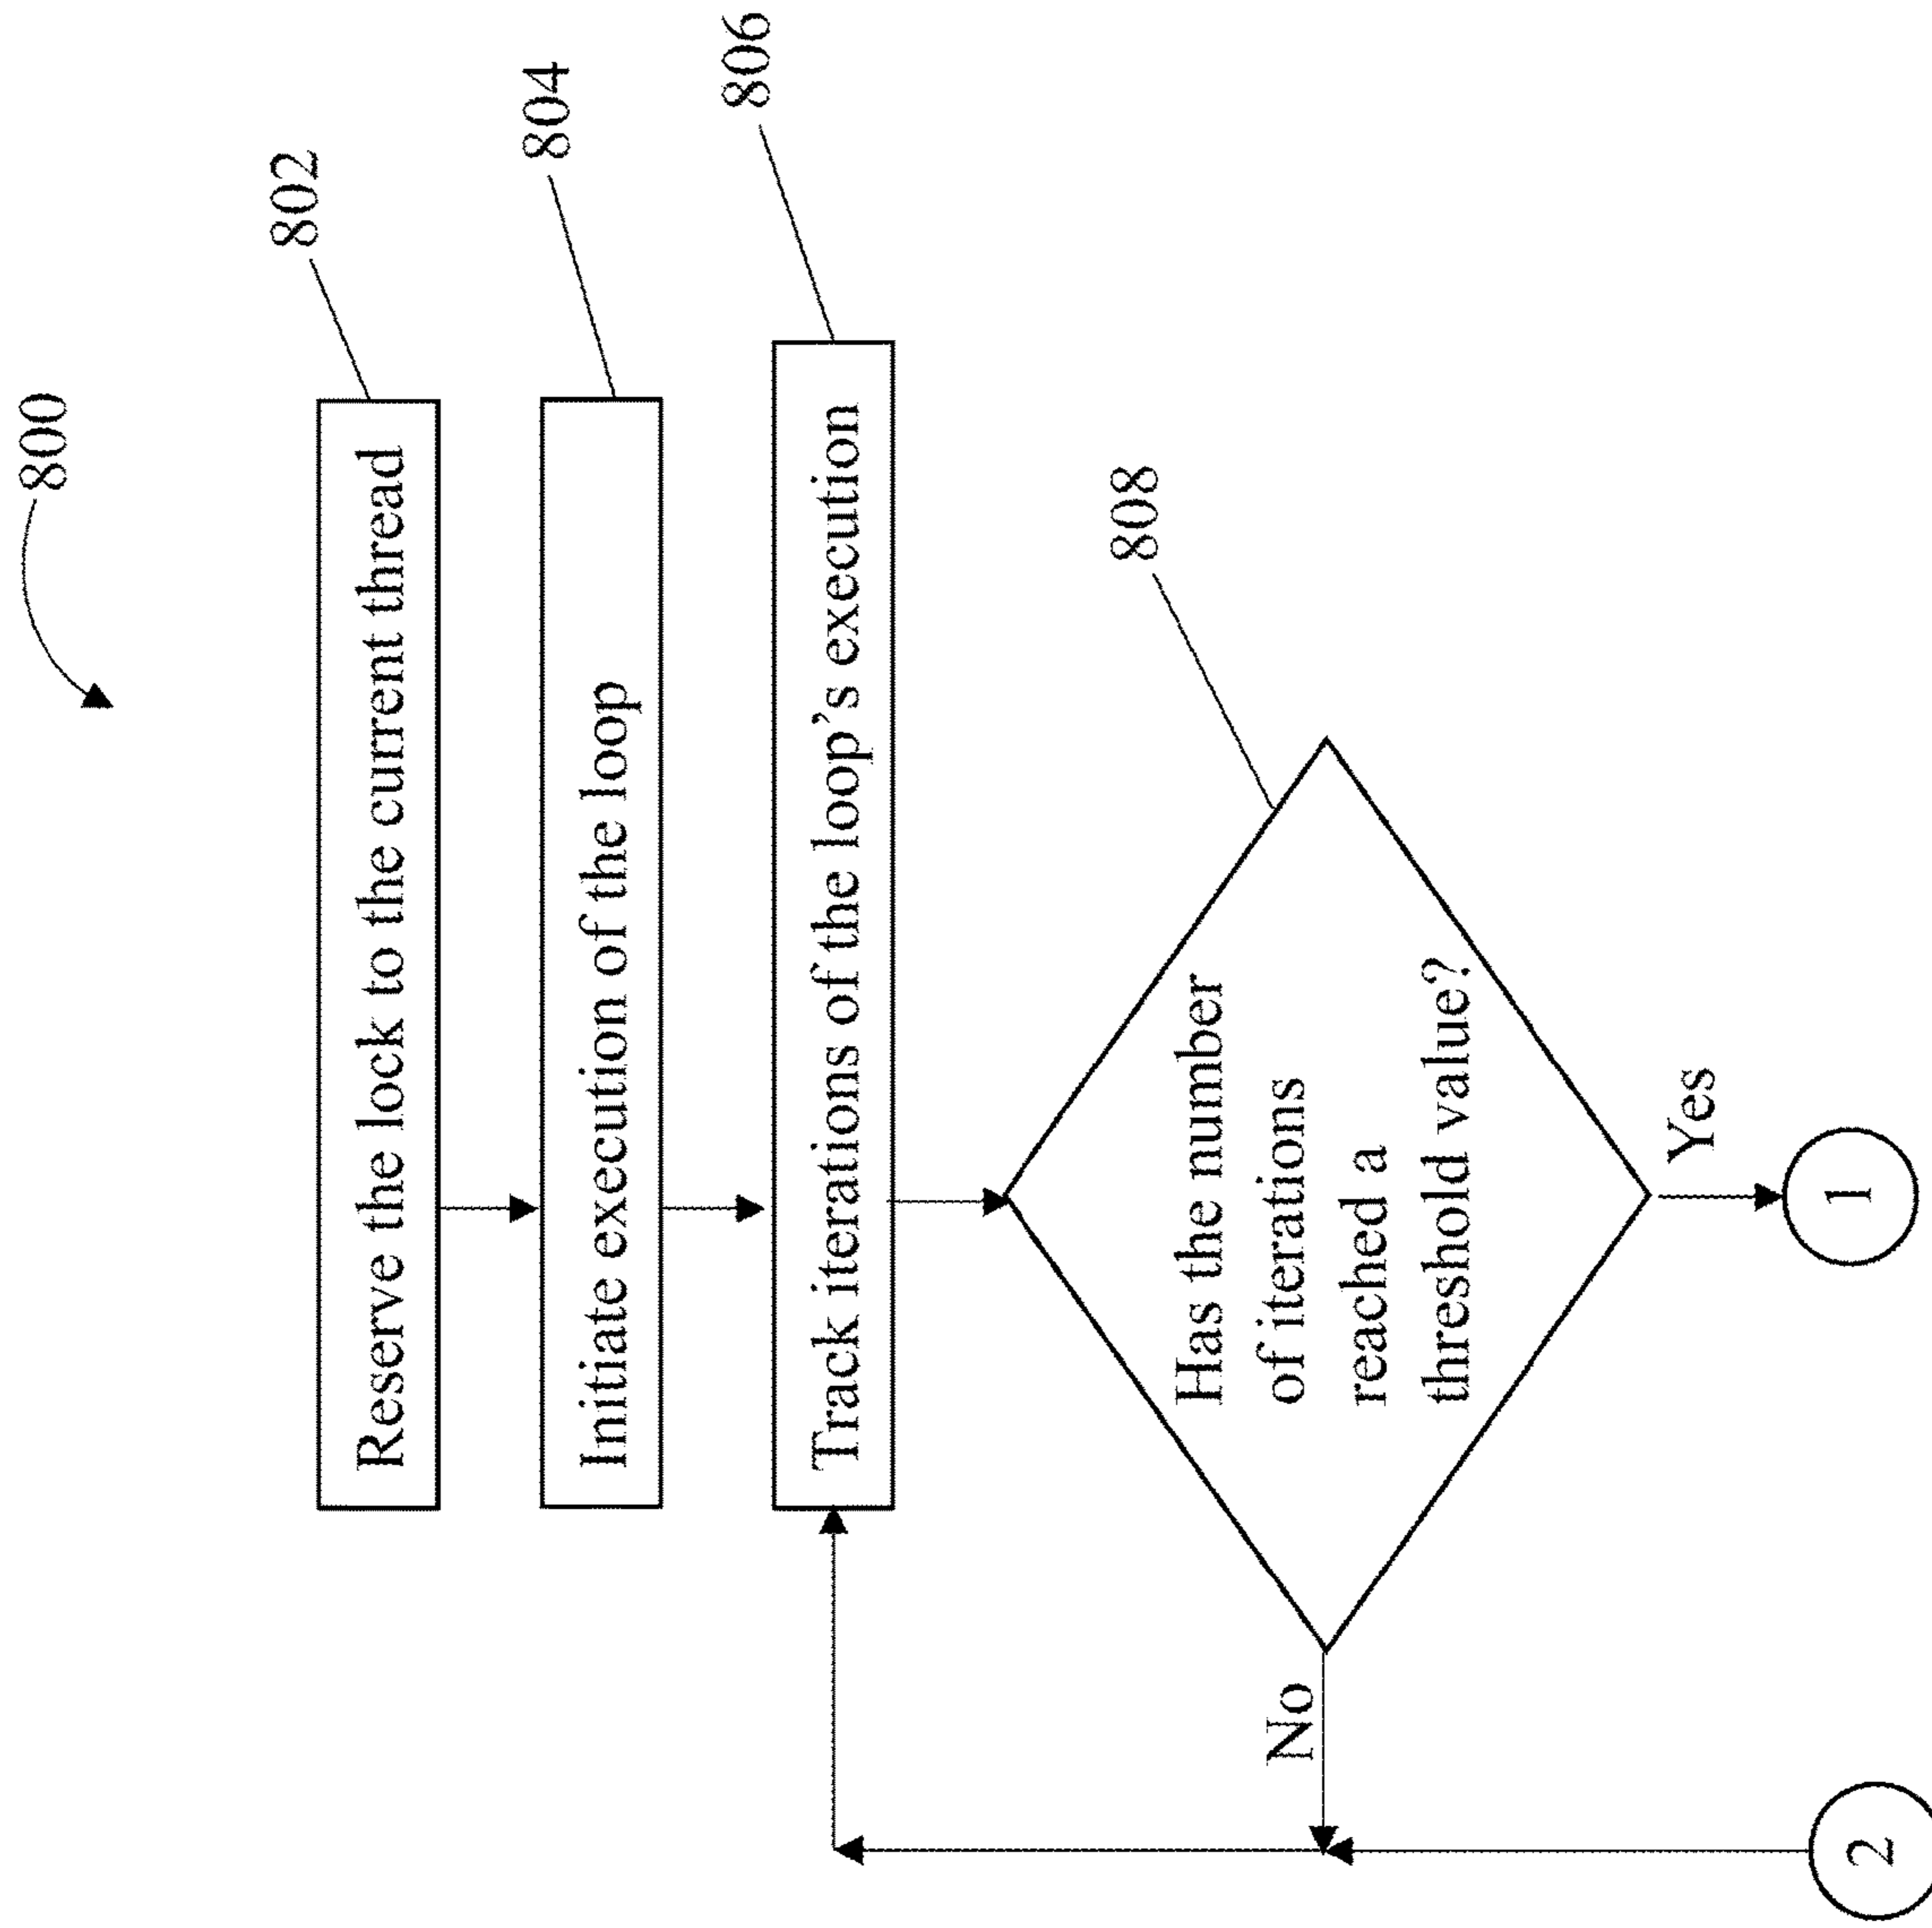 800
802
Reserve the lock to the current thread
804
Initiate execution of the loop
806
Track iterations of the loop's execution
808
Has the number
of iterations
reached a
threshold value?
No
Yes
1
2